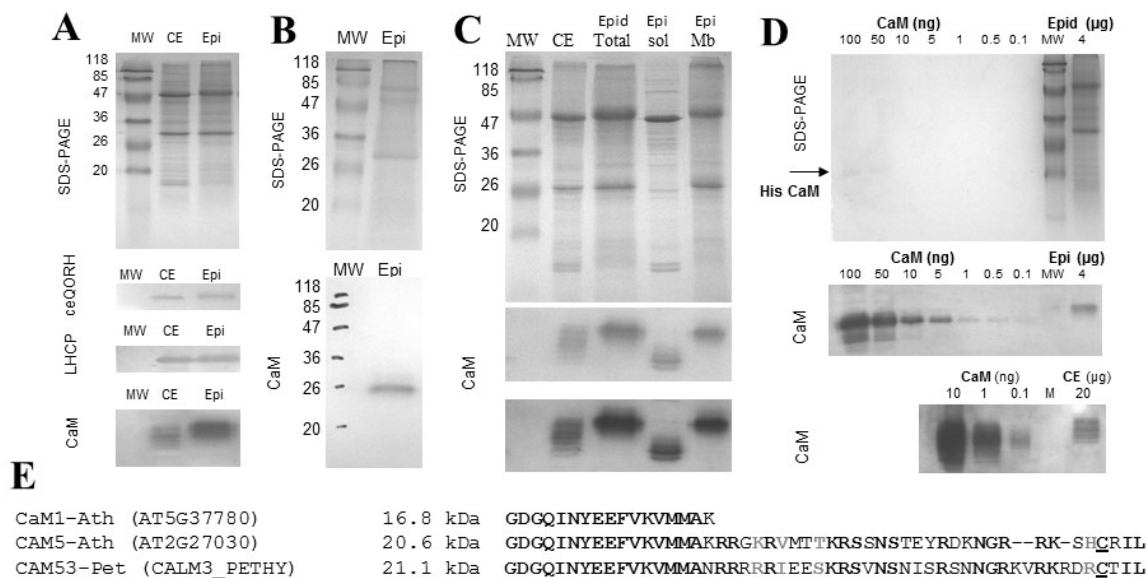 A
MW CE Epi
118
85
47
36
26
20
SDS-PAGE
ceQORH
MW CE Epi
LHCP
MW CE Epi
CaM
MW CE Epi
B
MW Epi
118
85
47
36
26
20
SDS-PAGE
MW Epi
118
85
47
36
26
20
CaM
C
Epid Epi Epi
MW CE Total sol Mb
118
85
47
36
26
20
SDS-PAGE
CaM
D
CaM (ng) Epid (µg)
100 50 10 5 1 0.5 0.1 MW 4
SDS-PAGE
His CaM
CaM (ng) Epi (µg)
100 50 10 5 1 0.5 0.1 MW 4
CaM
CaM (ng) CE (µg)
10 1 0.1 M 20
CaM
E
CaM1-Ath (AT5G37780) 16.8 kDa GDGQINYEEFVKVMMAK
CAM5-Ath (AT2G27030) 20.6 kDa GDGQINYEEFVKVMMAKRRGKRVMTTKRSSNSTEYRDKNGR--RK-SHCRIL
CAM53-Pet (CALM3_PETHY) 21.1 kDa GDGQINYEEFVKVMMANRRRRRIEESKRSVNSNISRSNNGRKVRKRDRCTIL